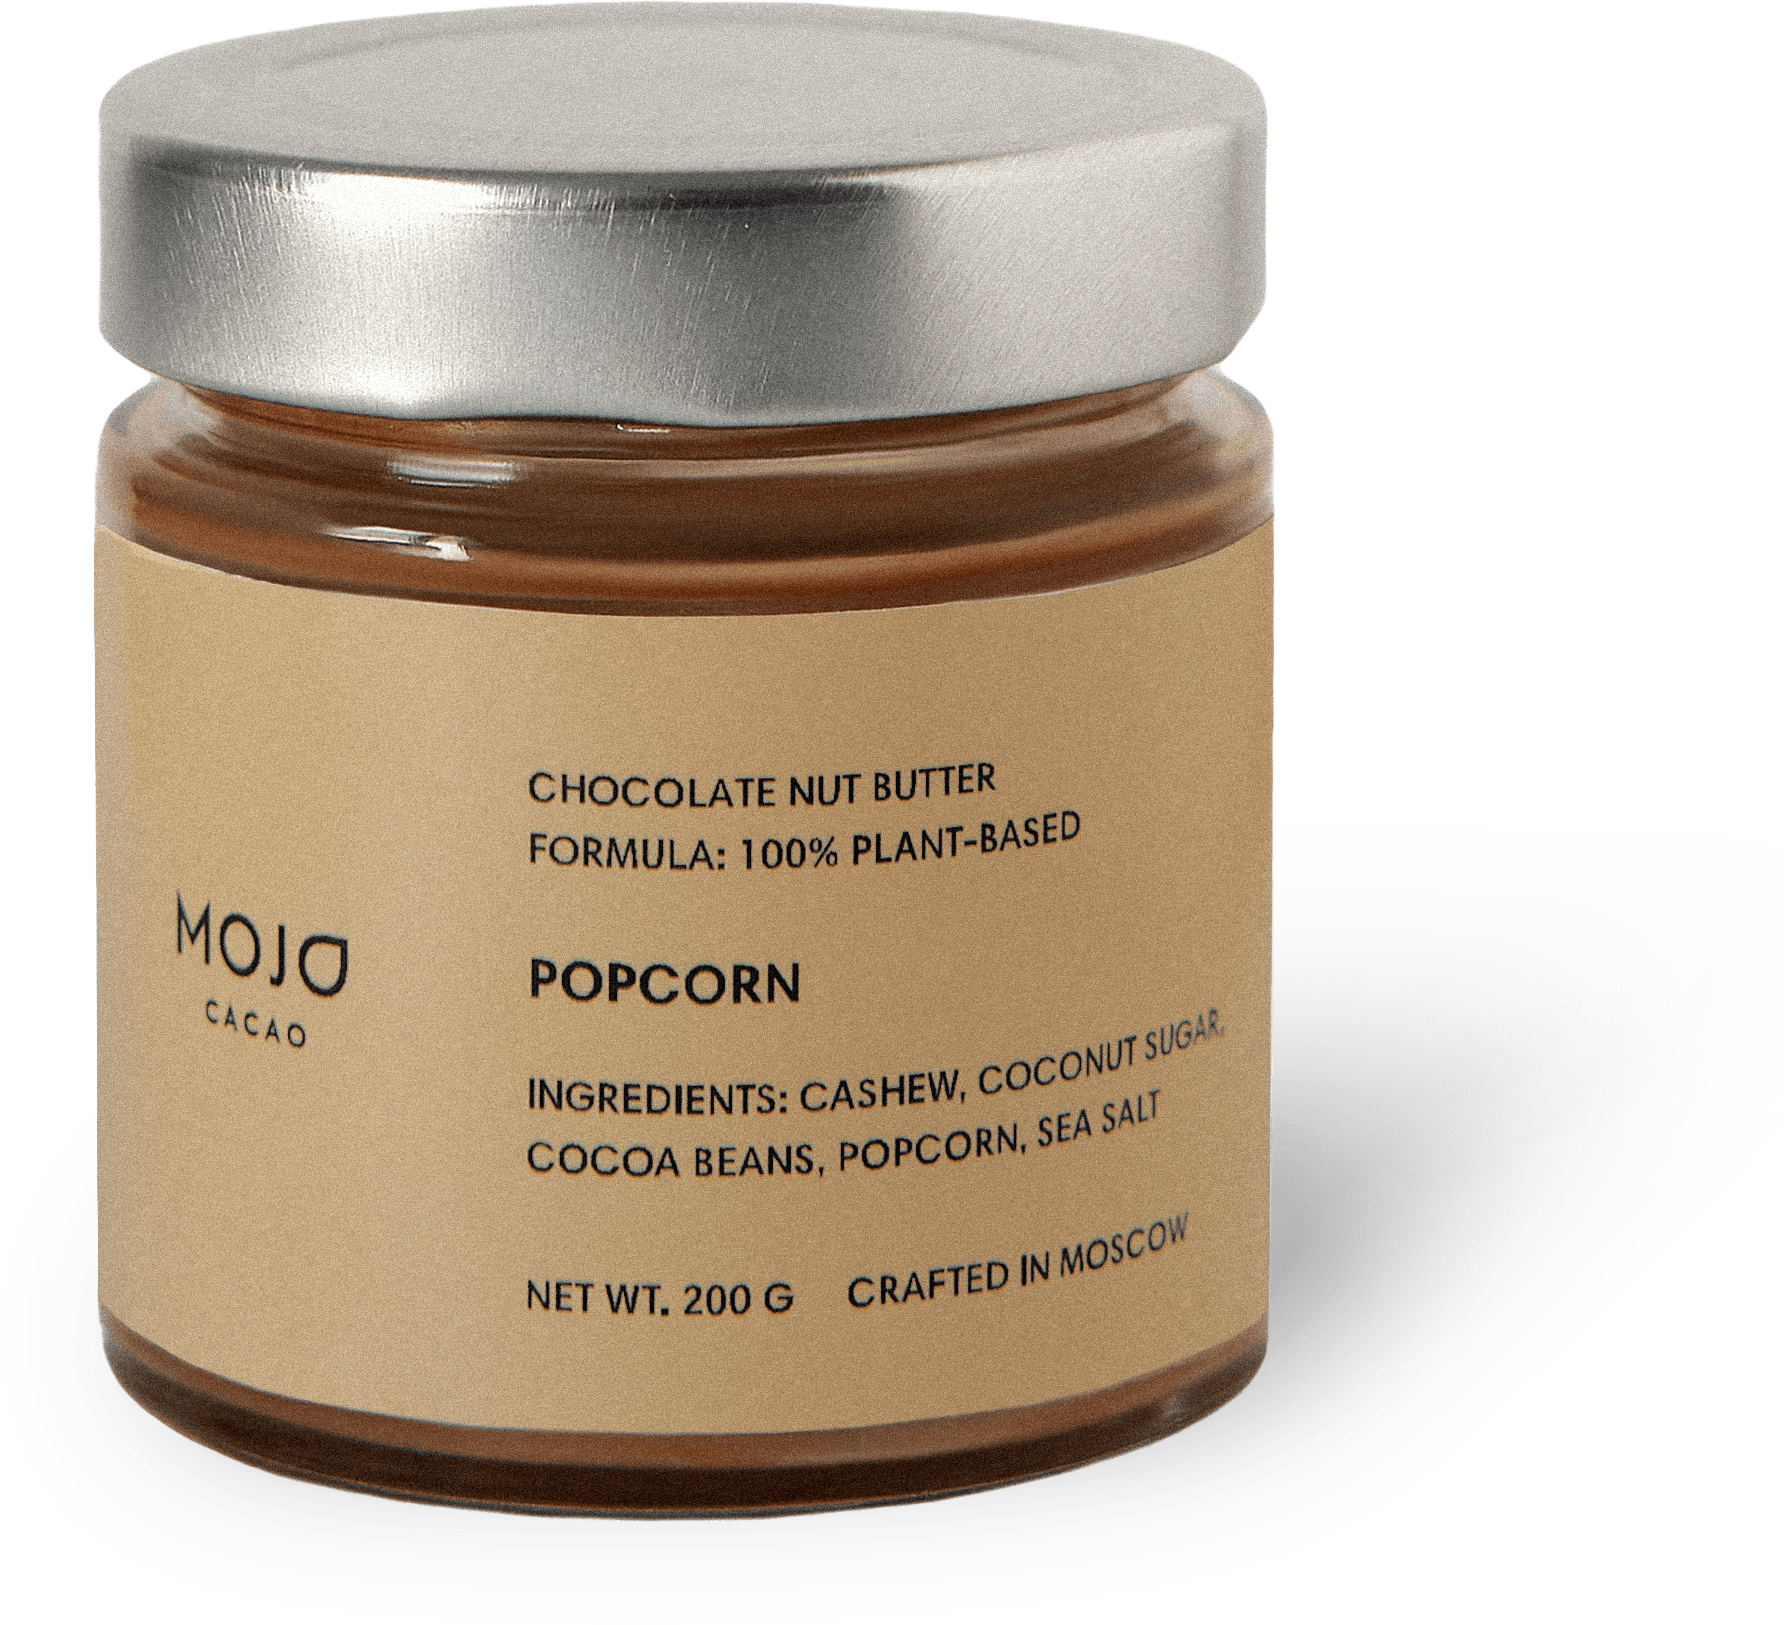 MOJO
CACAO
CHOCOLATE NUT BUTTER
FORMULA: 100% PLANT-BASED
POPCORN
INGREDIENTS: CASHEW, COCONUT SUGAR,
COCOA BEANS, POPCORN, SEA SALT
NET WT. 200 G CRAFTED IN MOSCOW